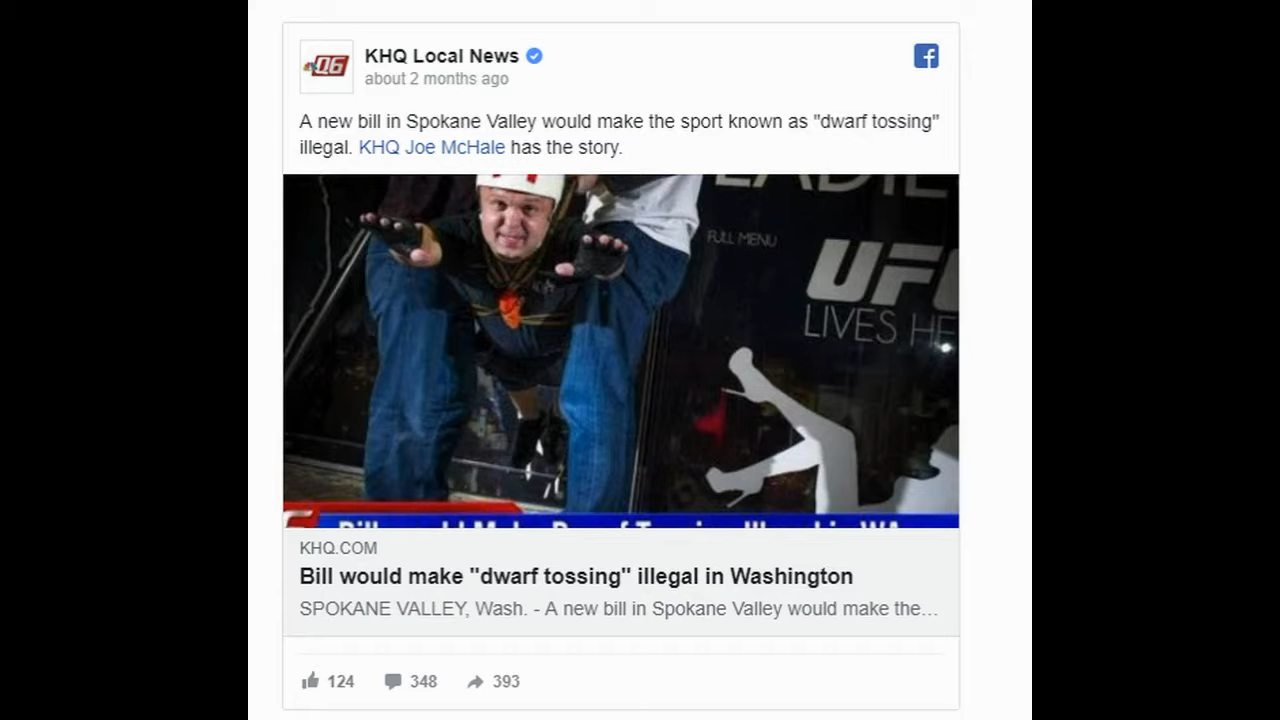 Q6
KHQ Local News
about 2 months ago
A new bill in Spokane Valley would make the sport known as "dwarf tossing"
illegal. KHQ Joe McHale has the story.
FULL MENU
UFC
LIVES HE
KHQ.COM
Bill would make "dwarf tossing" illegal in Washington
SPOKANE VALLEY, Wash. - A new bill in Spokane Valley would make the...
124
348
393